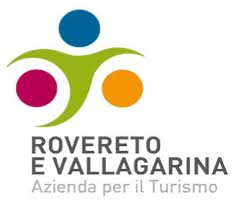 ROVERETO
E VALLAGARINA
Azienda per il Turismo